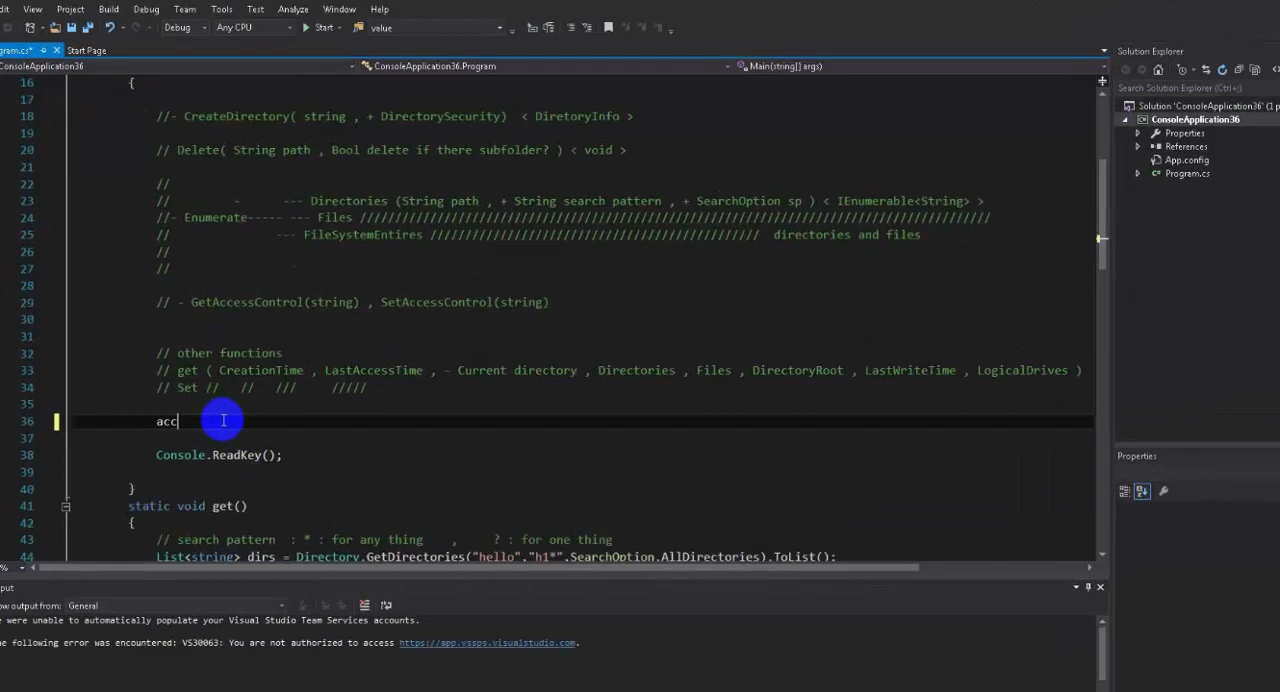 dit View Project Build Debug Team Tools Test Analyze Window Help
Debug Any CPU Start value
gram.cs* Start Page
ConsoleApplication36 ConsoleApplication36.Program Main(string[] args)
16 {
17
18 //- CreateDirectory( string , + DirectorySecurity) < DiretoryInfo >
19
20 // Delete( String path , Bool delete if there subfolder? ) < void >
21
22 //
23 // - --- Directories (String path , + String search pattern , + SearchOption sp ) < IEnumerable<String> >
24 //- Enumerate----- --- Files //////////////////////////////////////////////////////////////////////////////////////////
25 // --- FileSystemEntires /////////////////////////////////////////////// directories and files
26 //
27 //
28
29 // - GetAccessControl(string) , SetAccessControl(string)
30
31
32 // other functions
33 // get ( CreationTime , LastAccessTime , - Current directory , Directories , Files , DirectoryRoot , LastWriteTime , LogicalDrives )
34 // Set // // /// /////
35
36 acc
37
38 Console.ReadKey();
39
40 }
41 static void get()
42 {
43 // search pattern : * : for any thing , ? : for one thing
44 List<string> dirs = Directory.GetDirectories("hello","h1*",SearchOption.AllDirectories).ToList();
%
put
ow output from: General
e were unable to automatically populate your Visual Studio Team Services accounts.
he following error was encountered: VS30063: You are not authorized to access https://app.vssps.visualstudio.com.
Solution Explorer
Search Solution Explorer (Ctrl+;)
Solution 'ConsoleApplication36' (1 p
ConsoleApplication36
Properties
References
App.config
Program.cs
Properties